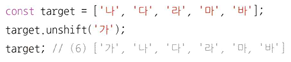 const target = ['나', '다', '라', '마', '바'];
target.unshift('가');
target; // (6) ['가', '나', '다', '라', '마, '바']